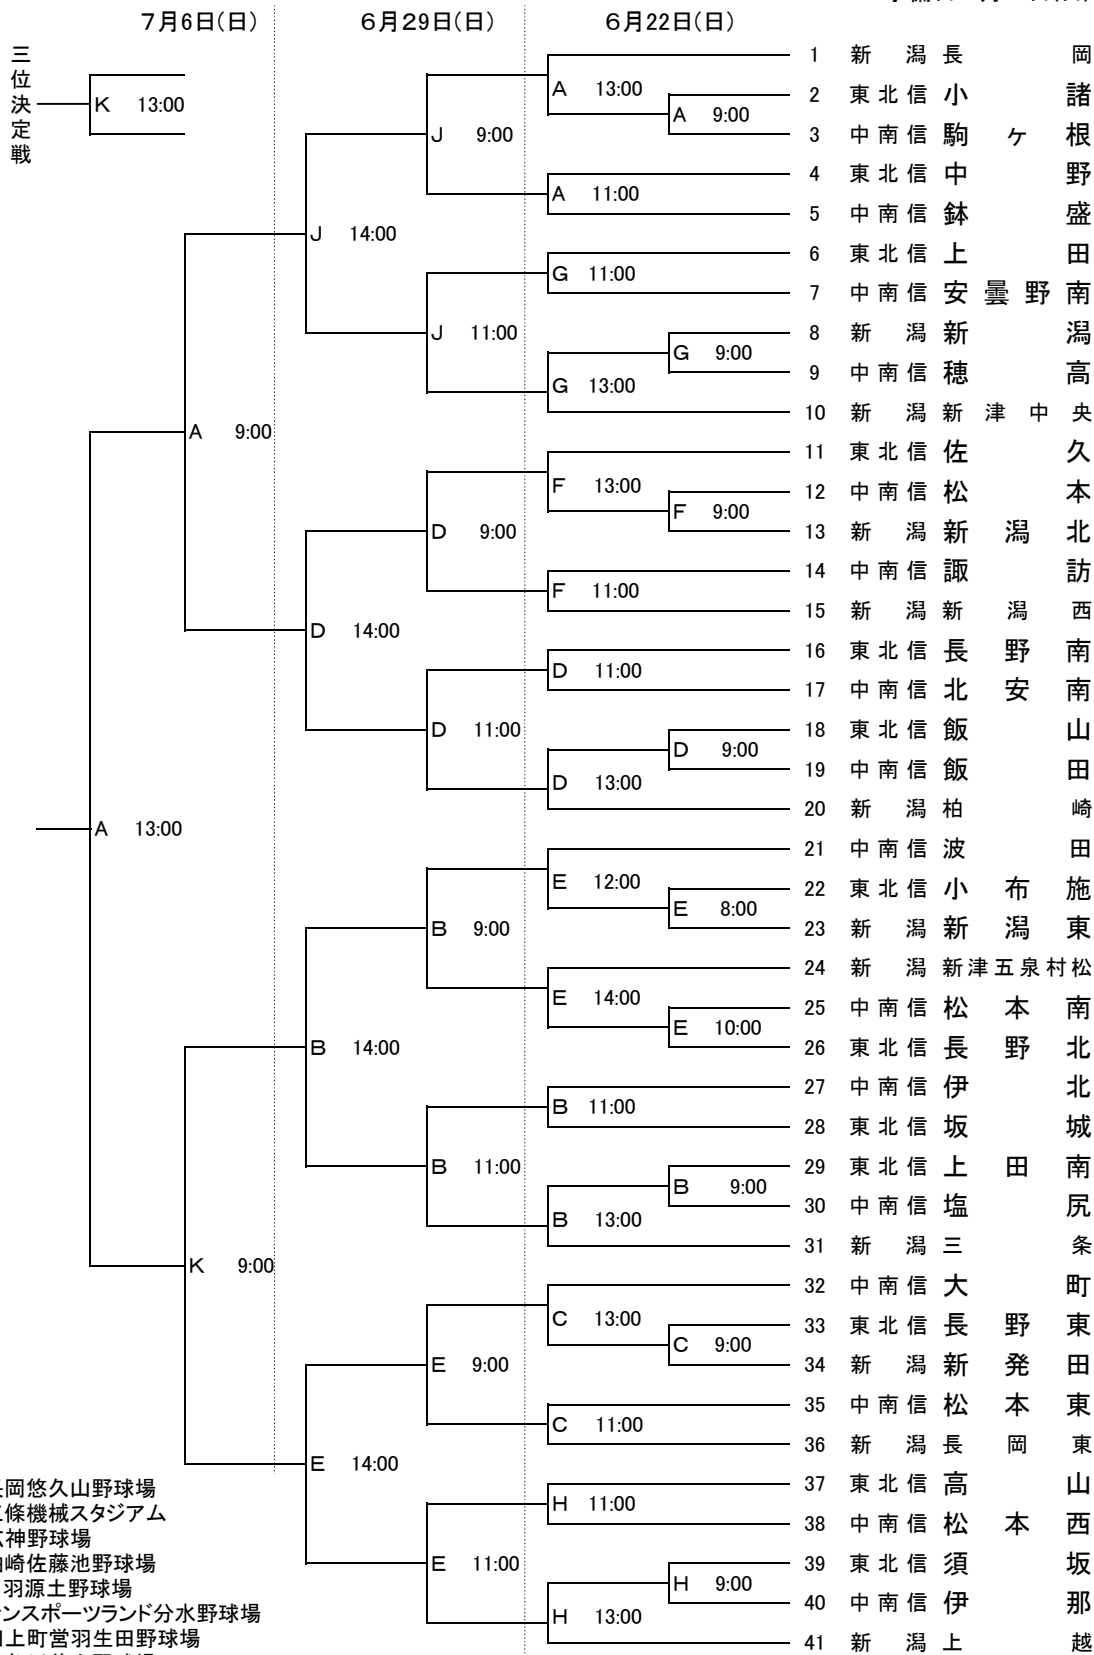 7月6日(日) 6月29日(日) 6月22日(日)
三位決定戦
K 13:00
1 新潟 長岡
A 13:00
2 東北信 小諸
A 9:00
3 中南信 駒ヶ根
J 9:00
4 東北信 中野
A 11:00
5 中南信 鉢盛
J 14:00
6 東北信 上田
G 11:00
7 中南信 安曇野南
J 11:00
8 新潟 新潟
G 9:00
9 中南信 穂高
G 13:00
10 新潟 新津中央
A 9:00
11 東北信 佐久
F 13:00
12 中南信 松本
F 9:00
13 新潟 新潟北
D 9:00
14 中南信 諏訪
F 11:00
15 新潟 新潟西
D 14:00
16 東北信 長野南
D 11:00
17 中南信 北安南
D 11:00
18 東北信 飯山
D 9:00
19 中南信 飯田
D 13:00
20 新潟 柏崎
A 13:00
21 中南信 波田
E 12:00
22 東北信 小布施
E 8:00
23 新潟 新潟東
B 9:00
24 新潟 新津五泉村松
E 14:00
25 中南信 松本南
E 10:00
26 東北信 長野北
B 14:00
27 中南信 伊北
B 11:00
28 東北信 坂城
B 11:00
29 東北信 上田南
B 9:00
30 中南信 塩尻
B 13:00
31 新潟 三条
K 9:00
32 中南信 大町
C 13:00
33 東北信 長野東
C 9:00
34 新潟 新発田
E 9:00
35 中南信 松本東
C 11:00
36 新潟 長岡東
E 14:00
37 東北信 高山
H 11:00
38 中南信 松本西
E 11:00
39 東北信 須坂
H 9:00
40 中南信 伊那
H 13:00
41 新潟 上越
長岡悠久山野球場
三條機械スタジアム
広神野球場
柏崎佐藤池野球場
羽源土野球場
サンスポーツランド分水野球場
田上町営羽生田野球場